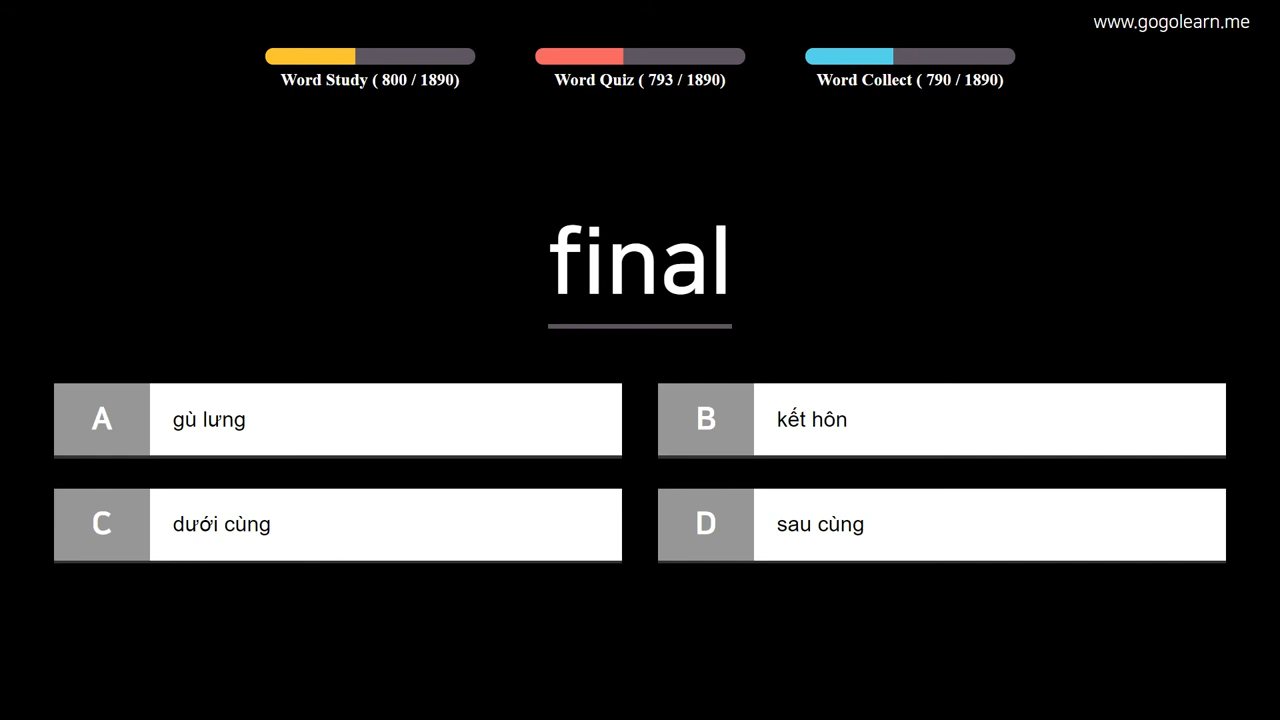 www.gogolearn.me
Word Study ( 800 / 1890)
Word Quiz ( 793 / 1890)
Word Collect ( 790 / 1890)
final
A gù lưng
B kết hôn
C dưới cùng
D sau cùng